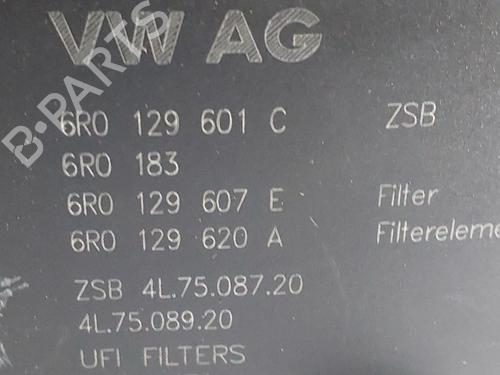 VW AG
6R0 129 601 C ZSB
6R0 183
6R0 129 607 E Filter
6R0 129 620 A Filtereleme
ZSB 4L.75.087.20
4L.75.089.20
UFI FILTERS
B-PARTS